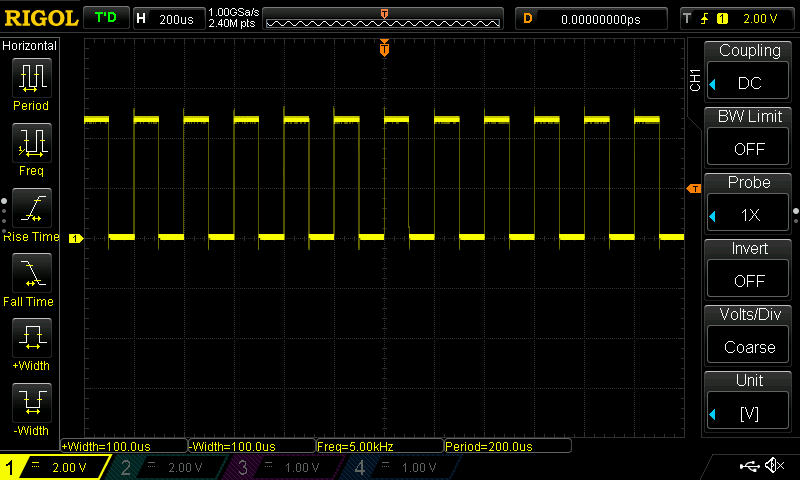 RIGOL T'D H 200us 1.00GSa/s D 0.00000000ps T 1 2.00 V
2.40M pts
T
Horizontal
Period
Freq
Rise Time
Fall Time
+Width
-Width
T
T
1
CH1
Coupling
DC
BW Limit
OFF
Probe
1X
Invert
OFF
Volts/Div
Coarse
Unit
[V]
+Width=100.0us -Width=100.0us Freq=5.00kHz Period=200.0us
1 2.00 V 2 2.00 V 3 1.00 V 4 1.00 V